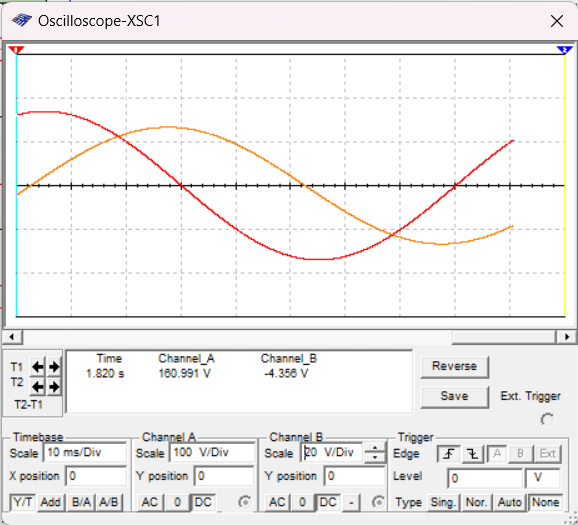 Oscilloscope-XSC1
1
2
Time Channel_A Channel_B
1.820 s 160.991 V -4.356 V
T1
T2
T2-T1
Reverse
Save
Ext. Trigger
Timebase
Scale 10 ms/Div
X position 0
Y/T Add B/A A/B
Channel A
Scale 100 V/Div
Y position 0
AC 0 DC
Channel B
Scale 20 V/Div
Y position 0
AC 0 DC -
Trigger
Edge A B Ext
Level 0 V
Type Sing. Nor. Auto None